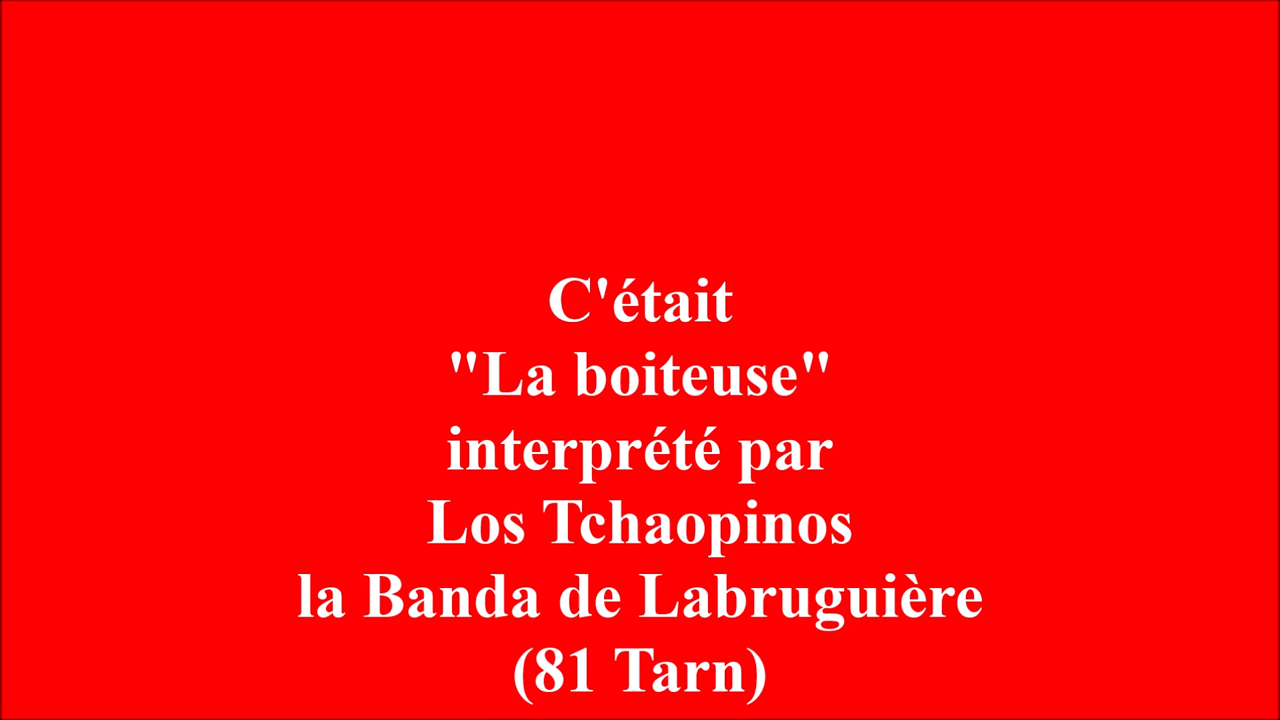 C'était
"La boiteuse"
interprété par
Los Tchaopinos
la Banda de Labruguière
(81 Tarn)